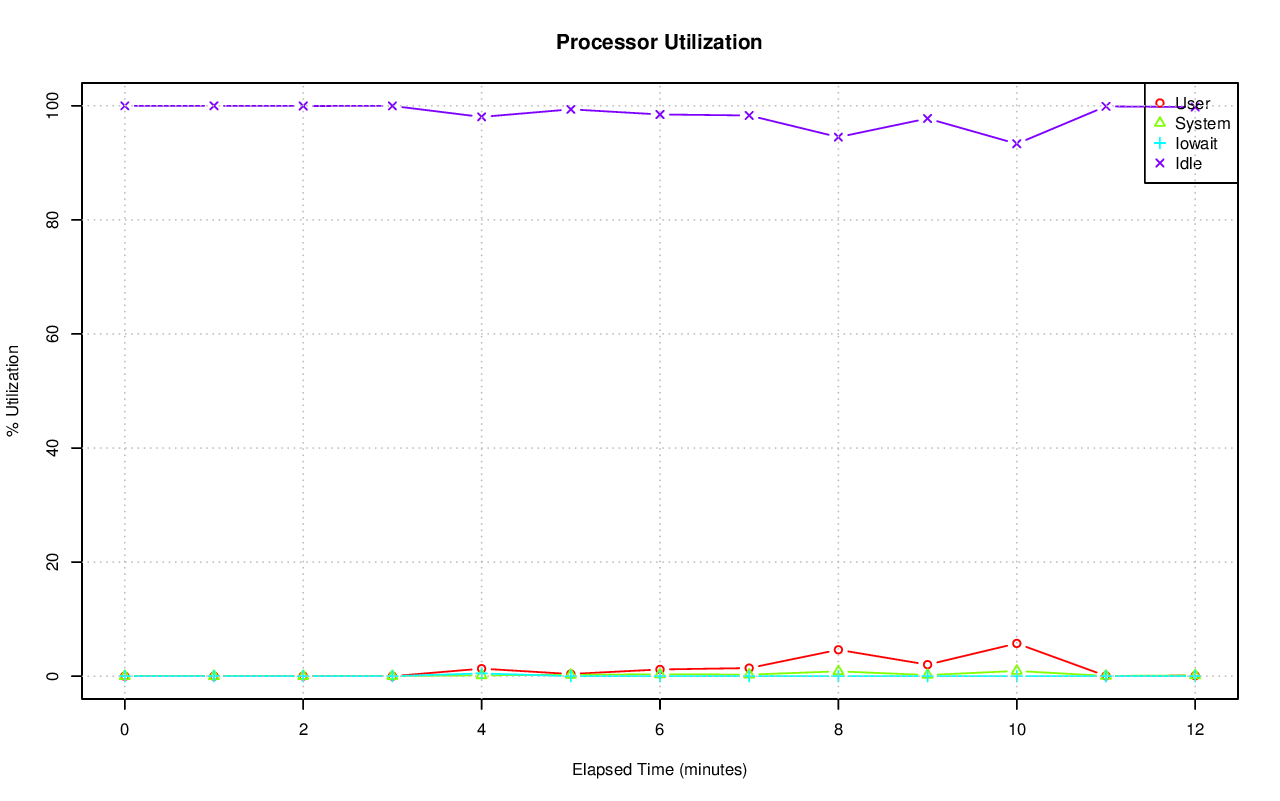 Processor Utilization
100
80
60
40
20
0
% Utilization
User
System
Iowait
Idle
0 2 4 6 8 10 12
Elapsed Time (minutes)